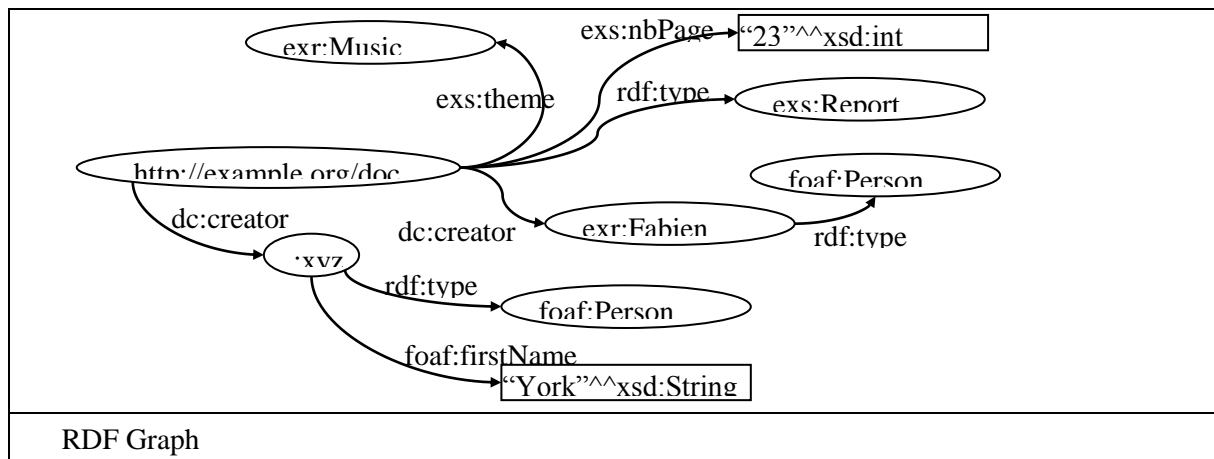 exr:Music
exs:nbPage
“23”^^xsd:int
exs:theme
rdf:type
exs:Report
http://example.org/doc
foaf:Person
dc:creator
dc:creator
exr:Fabien
rdf:type
:xyz
rdf:type
foaf:Person
foaf:firstName
“York”^^xsd:String
RDF Graph